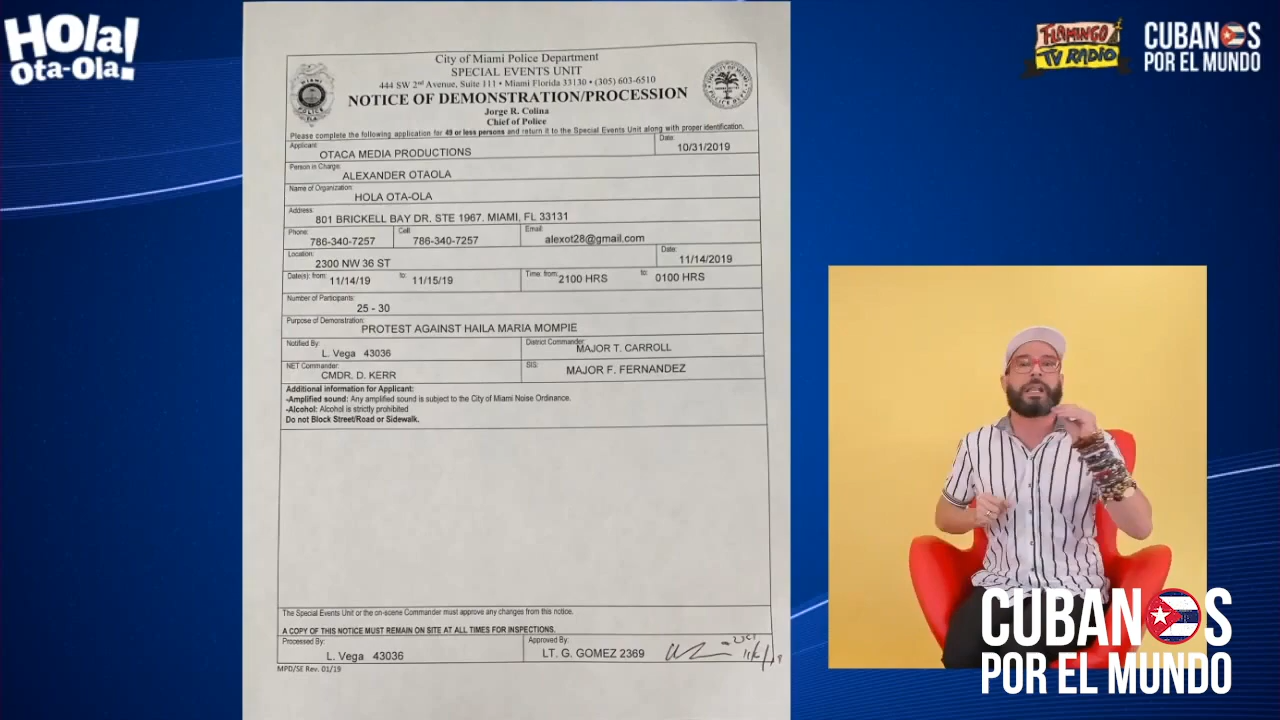 Hola!
Ota-Ola!
FLAMINGO
TV RADIO
CUBANOS
POR EL MUNDO
City of Miami Police Department
SPECIAL EVENTS UNIT
444 SW 2nd Avenue, Suite 111 • Miami Florida 33130 • (305) 603-6510
NOTICE OF DEMONSTRATION/PROCESSION
Jorge R. Colina
Chief of Police
Please complete the following application for 49 or less persons and return it to the Special Events Unit along with proper identification.
Applicant: OTACA MEDIA PRODUCTIONS Date: 10/31/2019
Person in Charge: ALEXANDER OTAOLA
Name of Organization: HOLA OTA-OLA
Address: 801 BRICKELL BAY DR. STE 1967. MIAMI, FL 33131
Phone: 786-340-7257 Cell: 786-340-7257 Email: alexot28@gmail.com
Location: 2300 NW 36 ST Date: 11/14/2019
Date(s): from: 11/14/19 to: 11/15/19 Time: from: 2100 HRS to: 0100 HRS
Number of Participants: 25 - 30
Purpose of Demonstration: PROTEST AGAINST HAILA MARIA MOMPIE
Notified By: L. Vega 43036 District Commander: MAJOR T. CARROLL
NET Commander: CMDR. D. KERR SIS: MAJOR F. FERNANDEZ
Additional information for Applicant:
-Amplified sound: Any amplified sound is subject to the City of Miami Noise Ordinance.
-Alcohol: Alcohol is strictly prohibited
Do not Block Street/Road or Sidewalk.
The Special Events Unit or the on-scene Commander must approve any changes from this notice.
A COPY OF THIS NOTICE MUST REMAIN ON SITE AT ALL TIMES FOR INSPECTIONS.
Processed By: L. Vega 43036 Approved By: LT. G. GOMEZ 2369
MPD/SE Rev. 01/19
CUBANOS
POR EL MUNDO